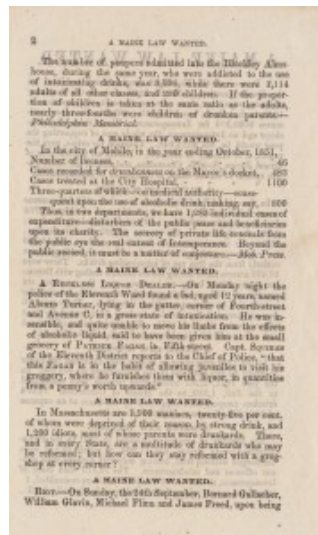 2 A MAINE LAW WANTED.
The number of paupers admitted into the Blockley Alms-
house, during the same year, who were addicted to the use
of intoxicating drinks, was while there were 1,114
adults of all other classes, and children. If the propor-
tion of children is taken at the same ratio as the adults,
nearly three-fourths were children of drunken parents.—
Philadelphia Memorial.
A MAINE LAW WANTED.
In the city of Mobile, in the year ending October, 1851,
Number of licenses,
Cases recorded for drunkenness on the Mayor's docket, 483
Cases treated at the City Hospital, 1100
Three-quarters of which—on medical authority—conse-
quent upon the use of alcoholic drink, making, say, 800
Thus, in two departments, we have 1,283 individual cases of
expenditure—disturbers of the public peace and beneficiaries
upon its charity. The secrecy of private life conceals from
the public eye the real extent of Intemperance. Beyond the
public record, it must be a matter of conjecture.—Mob. Press.
A MAINE LAW WANTED.
A Reckless Liquor Dealer.—On Monday night the
police of the Eleventh Ward found a lad, aged 12 years, named
Turner, lying in the gutter, corner of Fourth-street
and Avenue C, in a gross state of intoxication. He was in-
sensible, and quite unable to move his limbs from the effects
of alcoholic liquid, said to have been given him at the small
grocery of Patrick Fagan, in Fifth-street. Capt. Squires
of the Eleventh District reports to the Chief of Police, "that
this Fagan is in the habit of allowing juveniles to visit his
groggery, where he furnishes them with liquor, in quantities
from a penny's worth upwards."
A MAINE LAW WANTED.
In Massachusetts are maniacs, twenty-five per cent.
of whom were deprived of their reason by strong drink, and
1,200 idiots, most of whose parents were drunkards. There,
and in every State, are a multitude of drunkards who may
be reformed; but how can they stay reformed with a grog-
shop at every corner?
A MAINE LAW WANTED.
Riot.—On Sunday, the 24th September, Bernard Gallacher,
William Glavin, Michael Flinn and James Freed, upon being